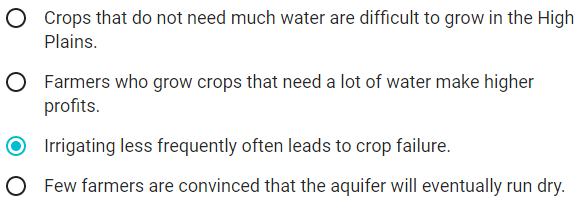 Crops that do not need much water are difficult to grow in the High
Plains.
Farmers who grow crops that need a lot of water make higher
profits.
Irrigating less frequently often leads to crop failure.
Few farmers are convinced that the aquifer will eventually run dry.